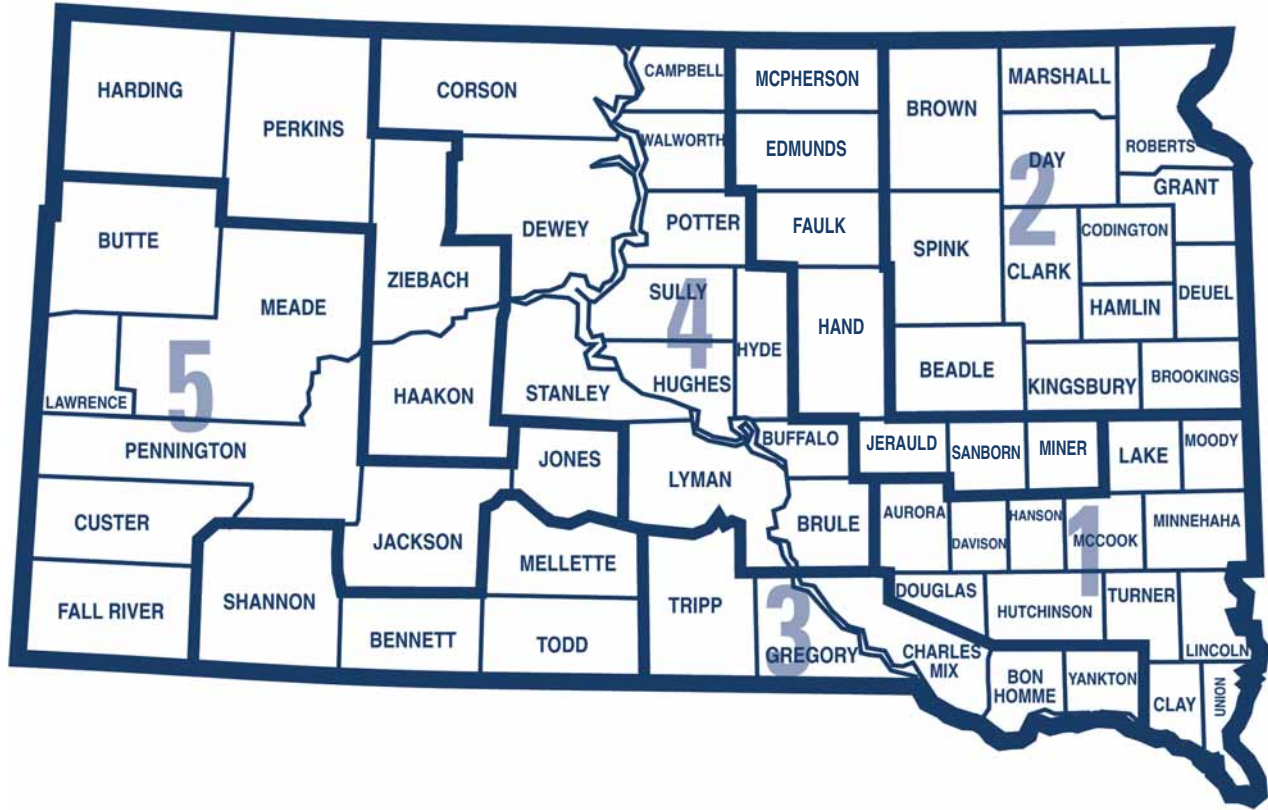 HARDING
PERKINS
CORSON
CAMPBELL
MCPHERSON
BROWN
MARSHALL
ROBERTS
WALWORTH
EDMUNDS
DAY
2
GRANT
BUTTE
MEADE
ZIEBACH
DEWEY
POTTER
FAULK
SPINK
CLARK
CODINGTON
HAMLIN
DEUEL
SULLY
4
HYDE
HAND
HUGHES
STANLEY
HAAKON
BEADLE
KINGSBURY
BROOKINGS
5
LAWRENCE
PENNINGTON
JONES
LYMAN
BUFFALO
JERAULD
SANBORN
MINER
LAKE
MOODY
CUSTER
JACKSON
MELLETTE
BRULE
AURORA
DAVISON
HANSON
1
MCCOOK
MINNEHAHA
FALL RIVER
SHANNON
BENNETT
TODD
TRIPP
3
GREGORY
CHARLES
MIX
DOUGLAS
HUTCHINSON
TURNER
LINCOLN
BON
HOMME
YANKTON
CLAY
UNION